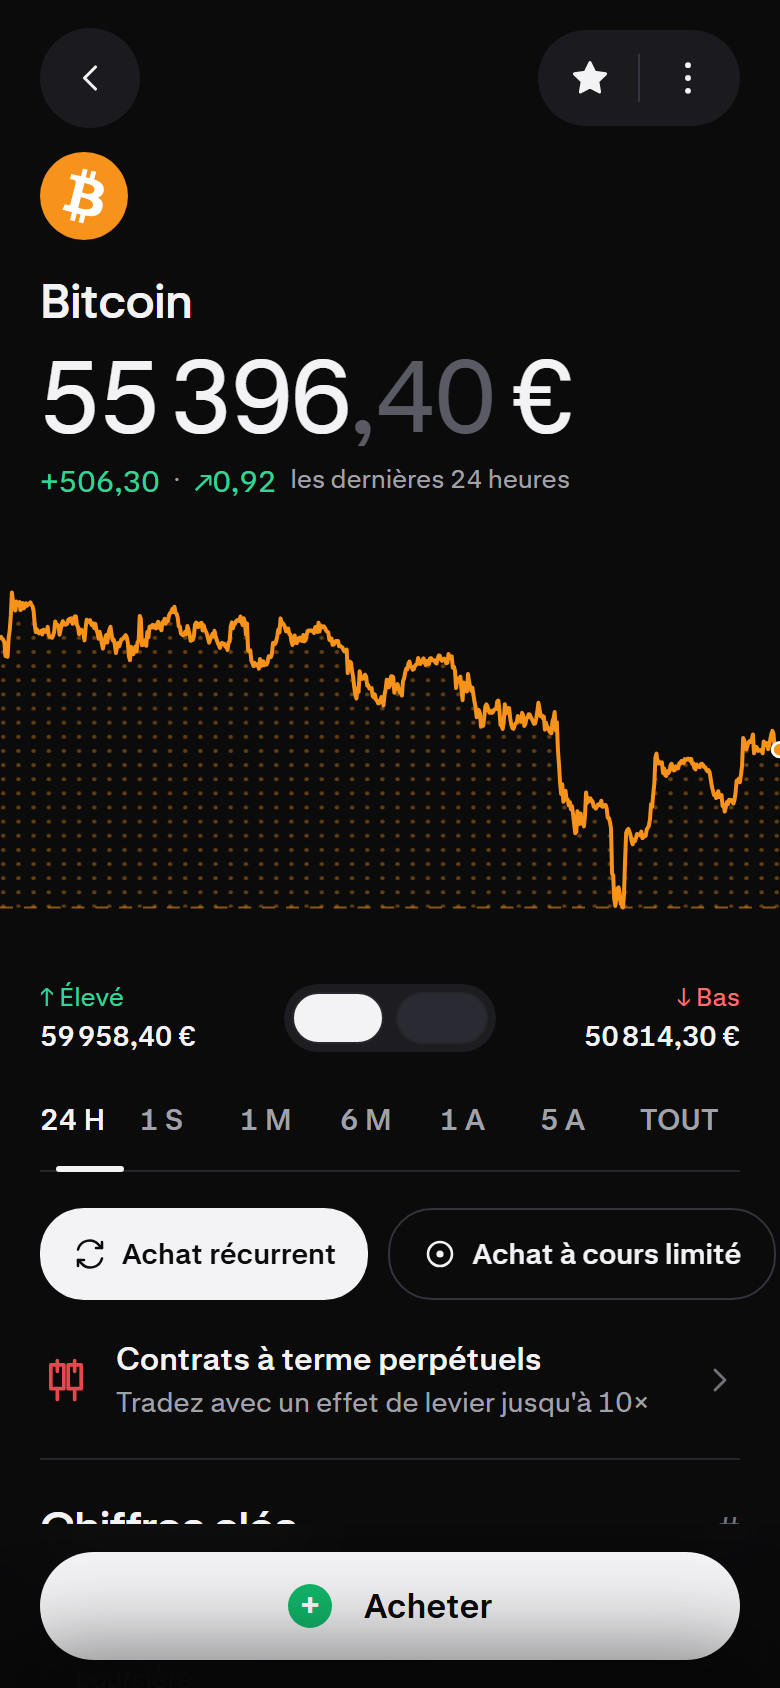 Bitcoin
55 396,40 €
+506,30 · ↗0,92 les dernières 24 heures
↑ Élevé
↓ Bas
59 958,40 €
50 814,30 €
24 H 1 S 1 M 6 M 1 A 5 A TOUT
Achat récurrent
Achat à cours limité
Contrats à terme perpétuels
Tradez avec un effet de levier jusqu'à 10×
Chiffres clés
#
Acheter